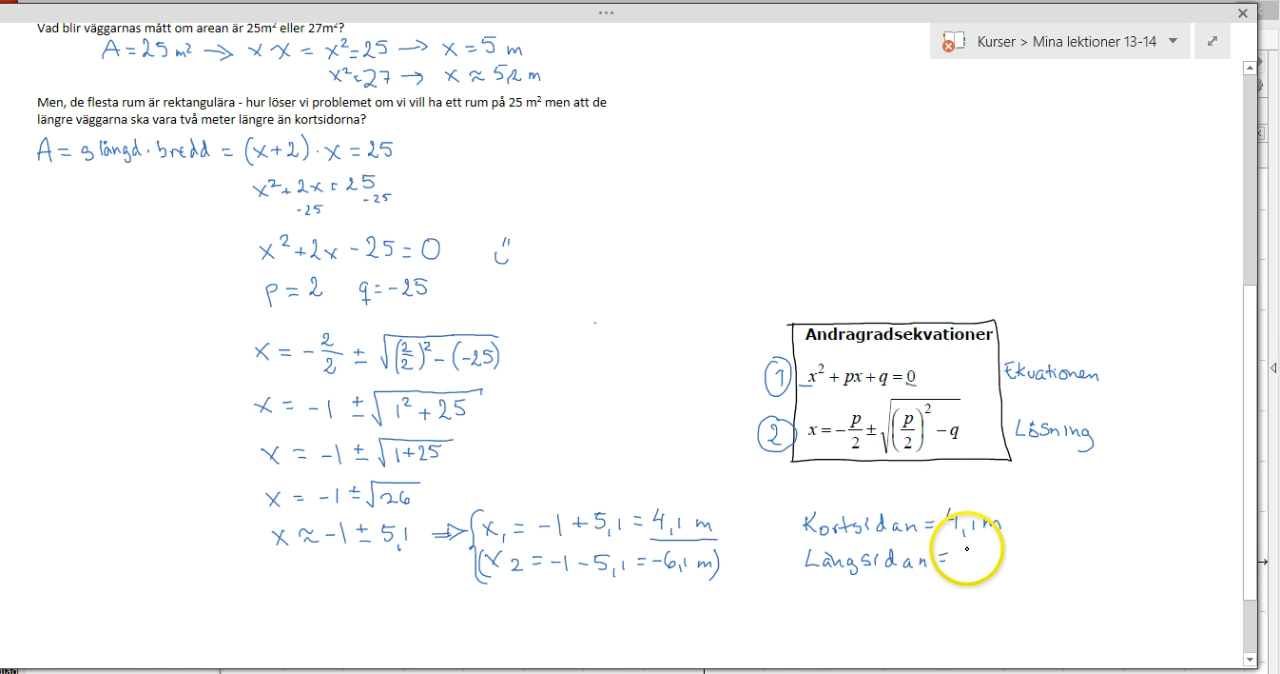 Vad blir väggarnas mått om arean är 25m² eller 27m²?
Kurser > Mina lektioner 13-14
A = 25 m² → x·x = x² = 25 → x = 5 m
x² = 27 → x ≈ 5,2 m
Men, de flesta rum är rektangulära - hur löser vi problemet om vi vill ha ett rum på 25 m² men att de
längre väggarna ska vara två meter längre än kortsidorna?
A = längd · bredd = (x+2) · x = 25
x² + 2x = 25
-25 -25
x² + 2x - 25 = 0
p = 2 q = -25
x = -2/2 ± √((2/2)² - (-25))
x = -1 ± √(1² + 25)
x = -1 ± √(1+25)
x = -1 ± √26
x ≈ -1 ± 5,1 ⇒ { x₁ = -1 + 5,1 = 4,1 m
(x₂ = -1 - 5,1 = -6,1 m)
Andragradsekvationer
1 x² + px + q = 0 Ekvationen
2 x = -p/2 ± √((p/2)² - q) Lösning
Kortsidan = 4,1 m
Långsidan =